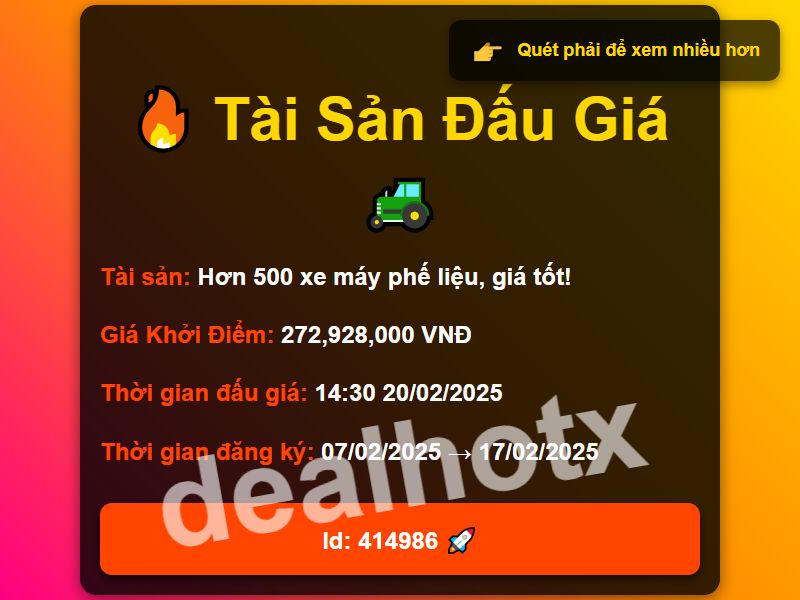 Quét phải để xem nhiều hơn
Tài Sản Đấu Giá
Tài sản: Hơn 500 xe máy phế liệu, giá tốt!
Giá Khởi Điểm: 272,928,000 VNĐ
Thời gian đấu giá: 14:30 20/02/2025
Thời gian đăng ký: 07/02/2025 → 17/02/2025
dealhotx
Id: 414986